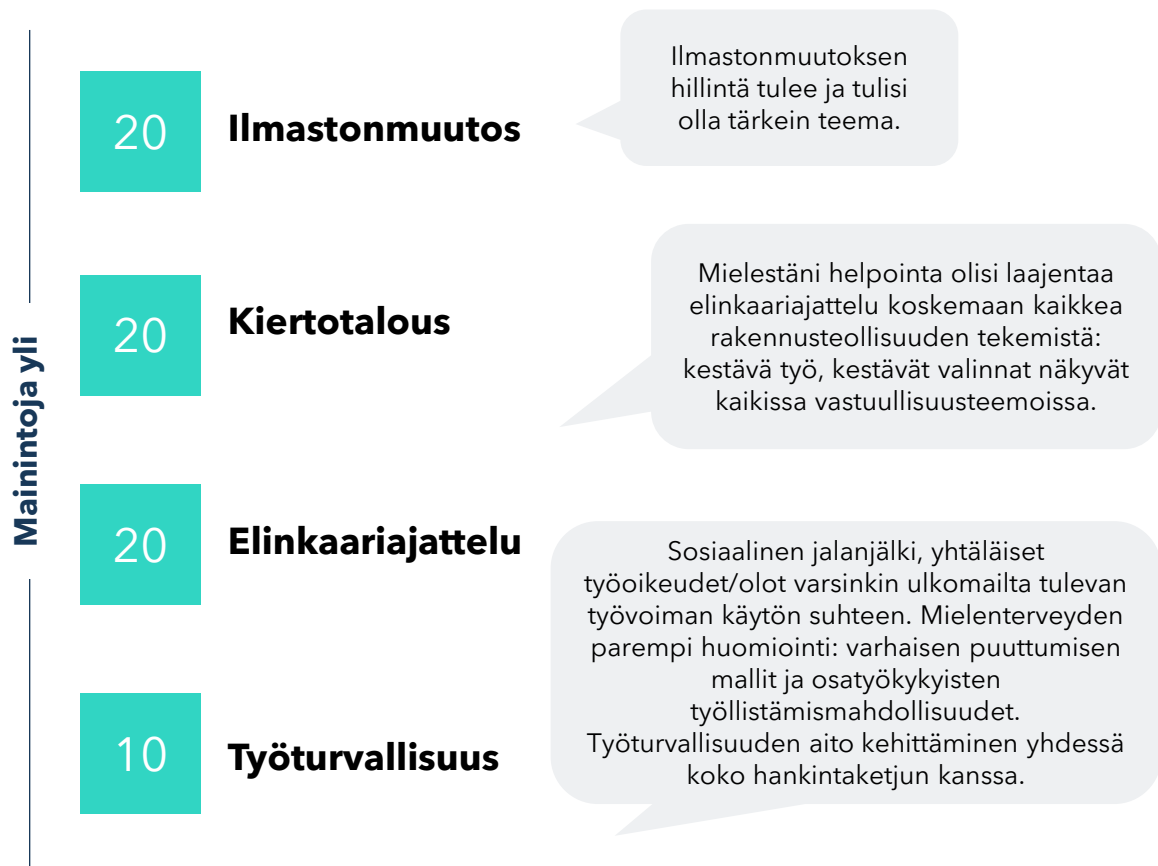 Mainintoja yli
20
Ilmastonmuutos
Ilmastonmuutoksen
hillintä tulee ja tulisi
olla tärkein teema.
20
Kiertotalous
Mielestäni helpointa olisi laajentaa
elinkaariajattelu koskemaan kaikkea
rakennusteollisuuden tekemistä:
kestävä työ, kestävät valinnat näkyvät
kaikissa vastuullisuusteemoissa.
20
Elinkaariajattelu
Sosiaalinen jalanjälki, yhtäläiset
työoikeudet/olot varsinkin ulkomailta tulevan
työvoiman käytön suhteen. Mielenterveyden
parempi huomiointi: varhaisen puuttumisen
mallit ja osatyökykyisten
työllistämismahdollisuudet.
Työturvallisuuden aito kehittäminen yhdessä
koko hankintaketjun kanssa.
10
Työturvallisuus